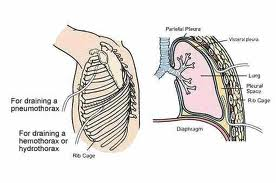 For draining a
pneumothorax
For draining a
hemothorax or
hydrothorax
Rib Cage
Parietal Pleura
Visceral pleura
Lung
Pleural
Space
Rib Cage
Diaphragm